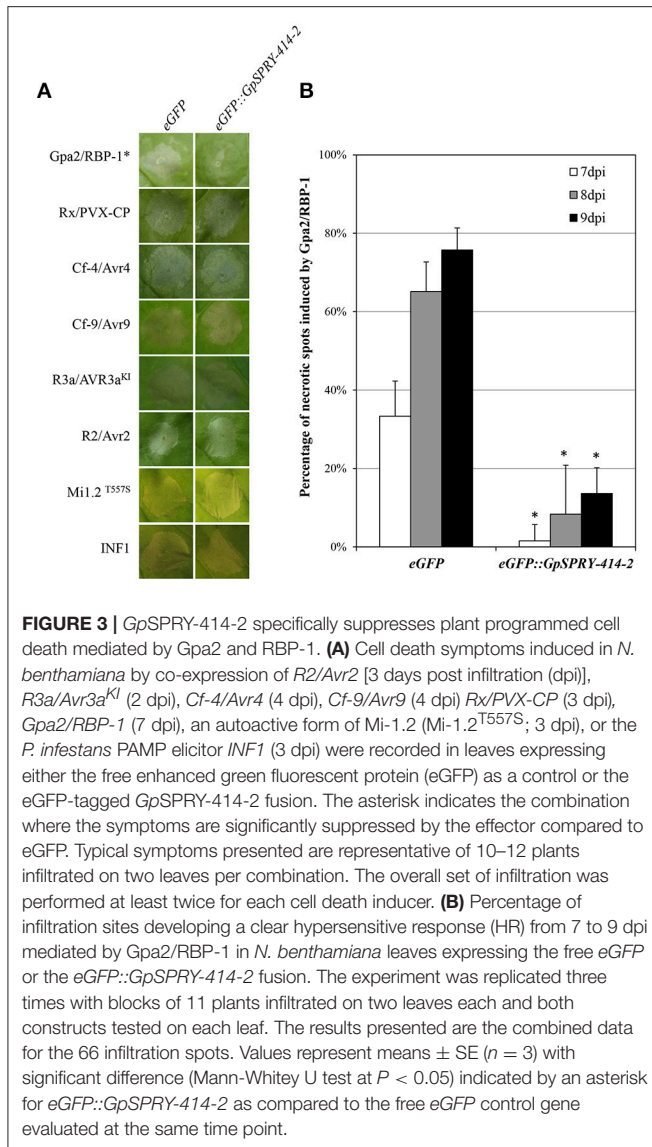 A
eGFP
eGFP::GpSPRY-414-2
Gpa2/RBP-1*
Rx/PVX-CP
Cf-4/Avr4
Cf-9/Avr9
R3a/AVR3aKI
R2/Avr2
Mi1.2 T557S
INF1
B
Percentage of necrotic spots induced by Gpa2/RBP-1
100%
80%
60%
40%
20%
0%
7dpi
8dpi
9dpi
*
*
*
eGFP
eGFP::GpSPRY-414-2
FIGURE 3 | GpSPRY-414-2 specifically suppresses plant programmed cell
death mediated by Gpa2 and RBP-1. (A) Cell death symptoms induced in N.
benthamiana by co-expression of R2/Avr2 [3 days post infiltration (dpi)],
R3a/Avr3aKI (2 dpi), Cf-4/Avr4 (4 dpi), Cf-9/Avr9 (4 dpi) Rx/PVX-CP (3 dpi),
Gpa2/RBP-1 (7 dpi), an autoactive form of Mi-1.2 (Mi-1.2T557S; 3 dpi), or the
P. infestans PAMP elicitor INF1 (3 dpi) were recorded in leaves expressing
either the free enhanced green fluorescent protein (eGFP) as a control or the
eGFP-tagged GpSPRY-414-2 fusion. The asterisk indicates the combination
where the symptoms are significantly suppressed by the effector compared to
eGFP. Typical symptoms presented are representative of 10–12 plants
infiltrated on two leaves per combination. The overall set of infiltration was
performed at least twice for each cell death inducer. (B) Percentage of
infiltration sites developing a clear hypersensitive response (HR) from 7 to 9 dpi
mediated by Gpa2/RBP-1 in N. benthamiana leaves expressing the free eGFP
or the eGFP::GpSPRY-414-2 fusion. The experiment was replicated three
times with blocks of 11 plants infiltrated on two leaves each and both
constructs tested on each leaf. The results presented are the combined data
for the 66 infiltration spots. Values represent means ± SE (n = 3) with
significant difference (Mann-Whitey U test at P < 0.05) indicated by an asterisk
for eGFP::GpSPRY-414-2 as compared to the free eGFP control gene
evaluated at the same time point.